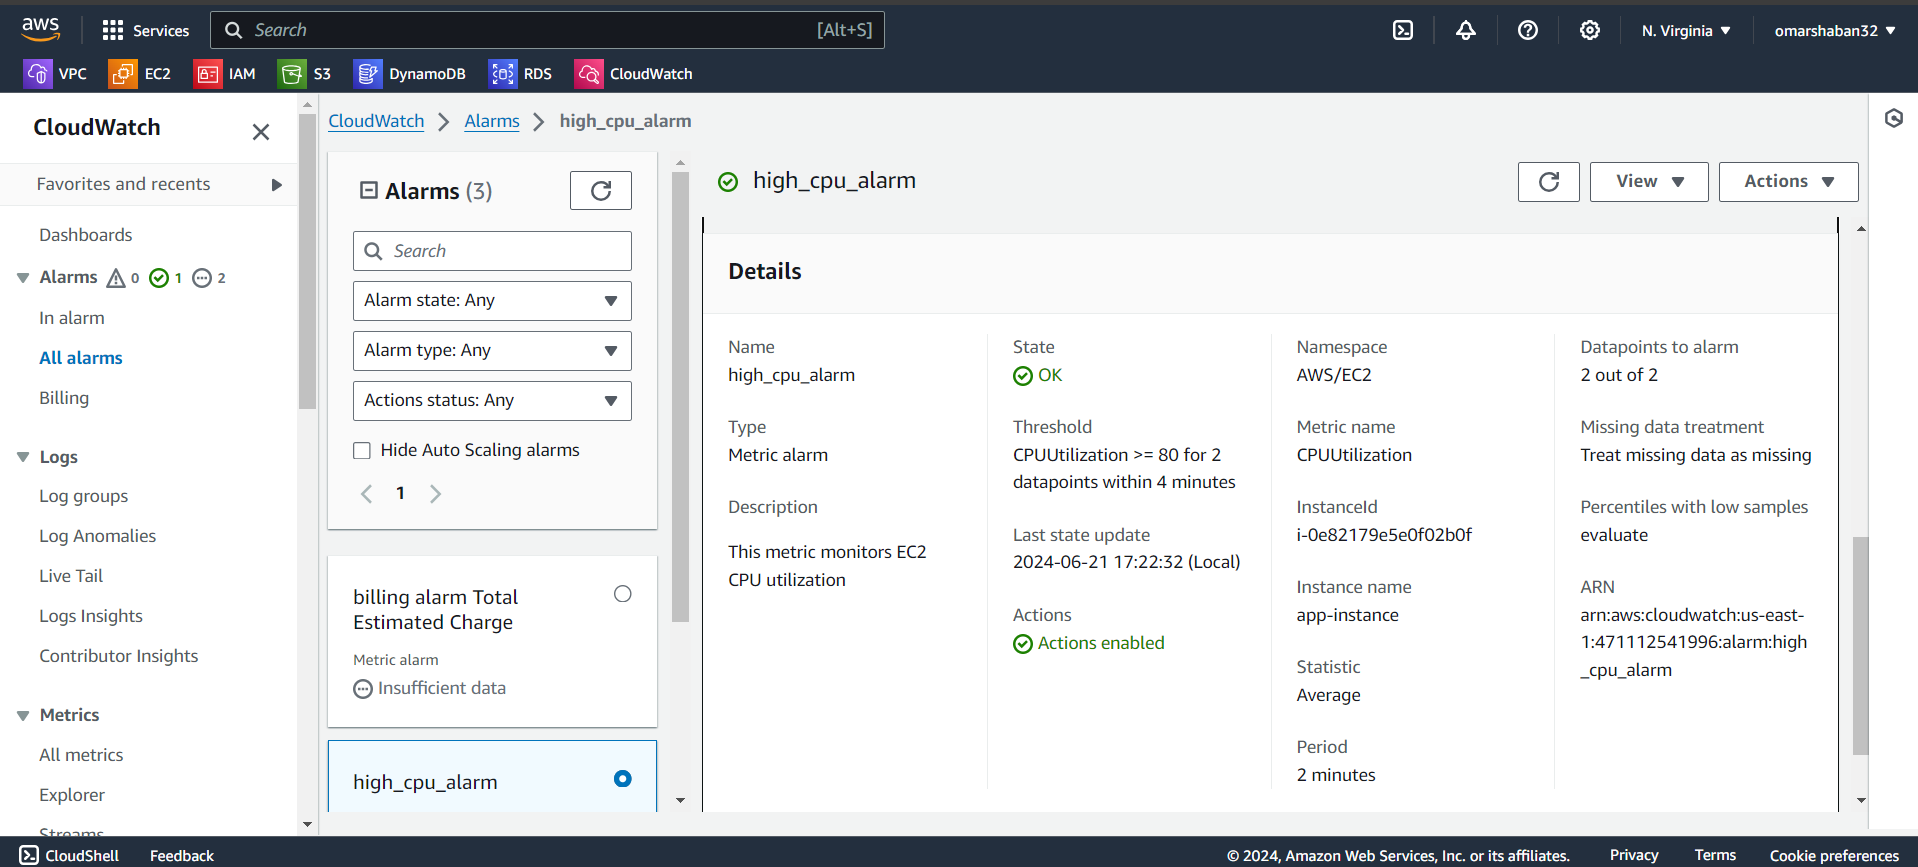 aws
Services
Search [Alt+S]
N. Virginia
omarshaban32
VPC EC2 IAM S3 DynamoDB RDS CloudWatch
CloudWatch
Favorites and recents
Dashboards
Alarms 0 1 2
In alarm
All alarms
Billing
Logs
Log groups
Log Anomalies
Live Tail
Logs Insights
Contributor Insights
Metrics
All metrics
Explorer
Streams
CloudWatch > Alarms > high_cpu_alarm
Alarms (3)
Search
Alarm state: Any
Alarm type: Any
Actions status: Any
Hide Auto Scaling alarms
1
billing alarm Total
Estimated Charge
Metric alarm
Insufficient data
high_cpu_alarm
high_cpu_alarm
View
Actions
Details
Name
high_cpu_alarm
Type
Metric alarm
Description
This metric monitors EC2
CPU utilization
State
OK
Threshold
CPUUtilization >= 80 for 2
datapoints within 4 minutes
Last state update
2024-06-21 17:22:32 (Local)
Actions
Actions enabled
Namespace
AWS/EC2
Metric name
CPUUtilization
InstanceId
i-0e82179e5e0f02b0f
Instance name
app-instance
Statistic
Average
Period
2 minutes
Datapoints to alarm
2 out of 2
Missing data treatment
Treat missing data as missing
Percentiles with low samples
evaluate
ARN
arn:aws:cloudwatch:us-east-
1:471112541996:alarm:high
_cpu_alarm
CloudShell
Feedback
© 2024, Amazon Web Services, Inc. or its affiliates.
Privacy
Terms
Cookie preferences